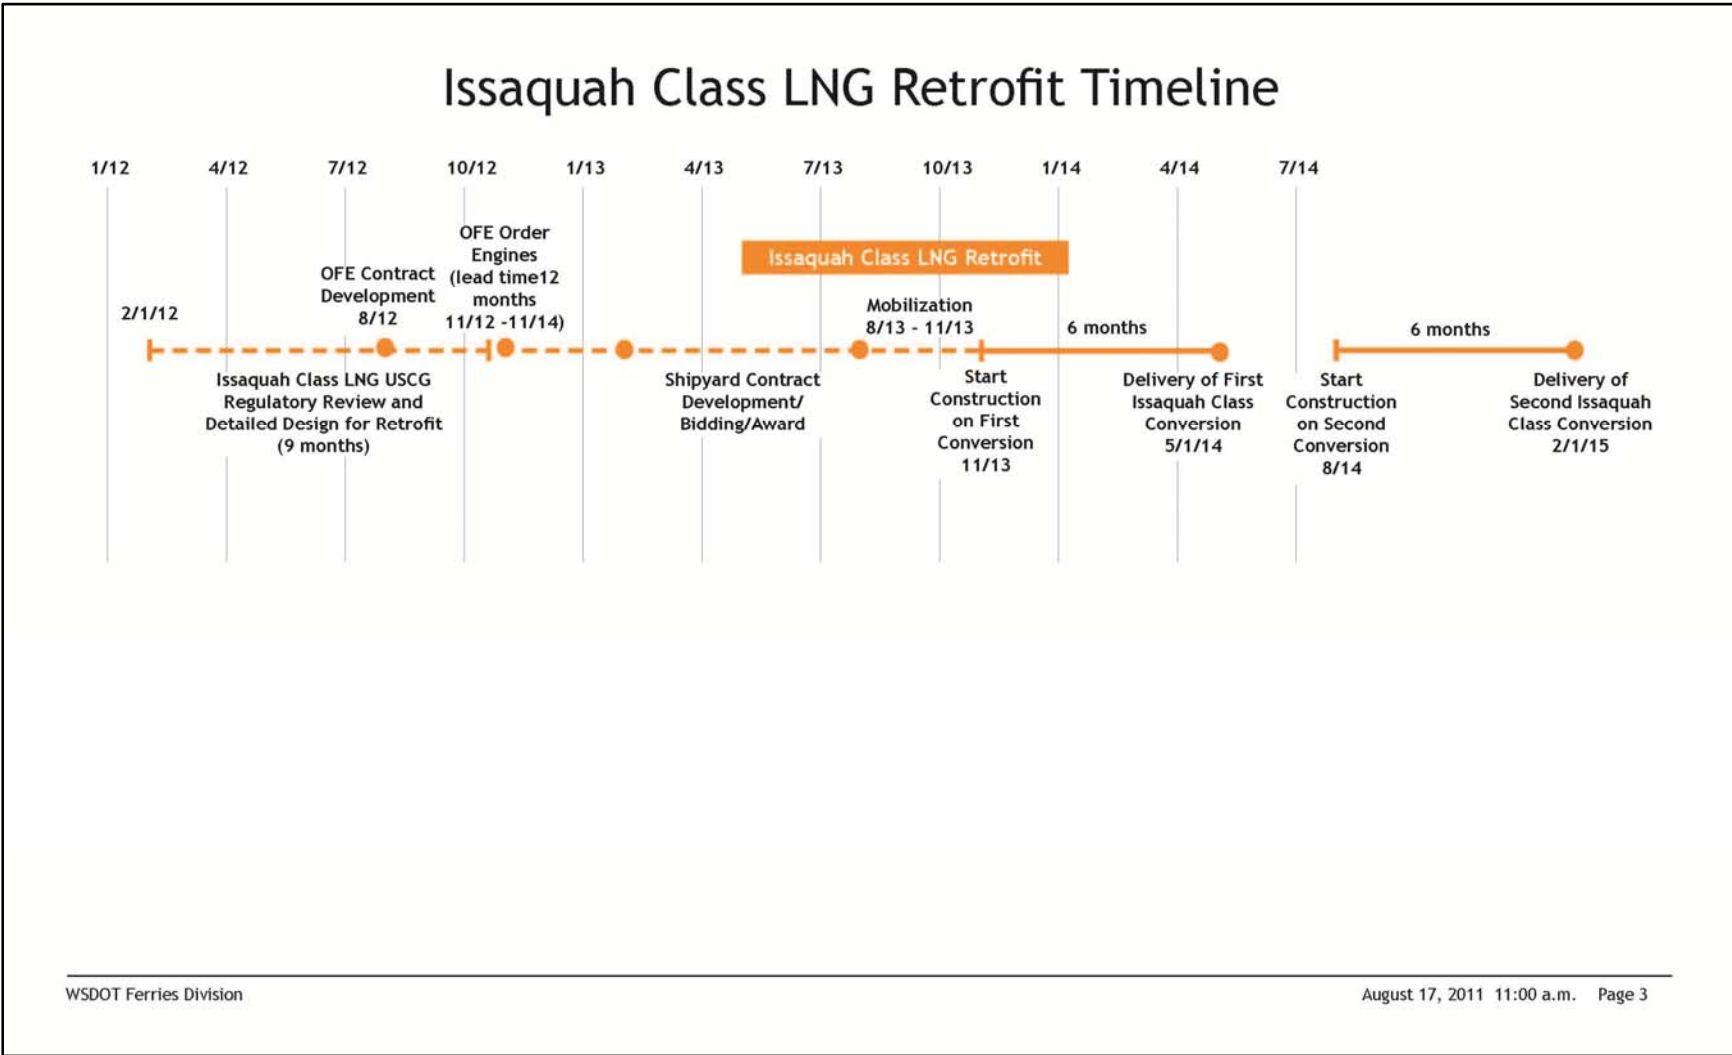 Issaquah Class LNG Retrofit Timeline
1/12 4/12 7/12 10/12 1/13 4/13 7/13 10/13 1/14 4/14 7/14
2/1/12
OFE Contract
Development
8/12
OFE Order
Engines
(lead time12
months
11/12 -11/14)
Issaquah Class LNG Retrofit
Mobilization
8/13 - 11/13
6 months
6 months
Issaquah Class LNG USCG
Regulatory Review and
Detailed Design for Retrofit
(9 months)
Shipyard Contract
Development/
Bidding/Award
Start
Construction
on First
Conversion
11/13
Delivery of First
Issaquah Class
Conversion
5/1/14
Start
Construction
on Second
Conversion
8/14
Delivery of
Second Issaquah
Class Conversion
2/1/15
WSDOT Ferries Division
August 17, 2011 11:00 a.m. Page 3